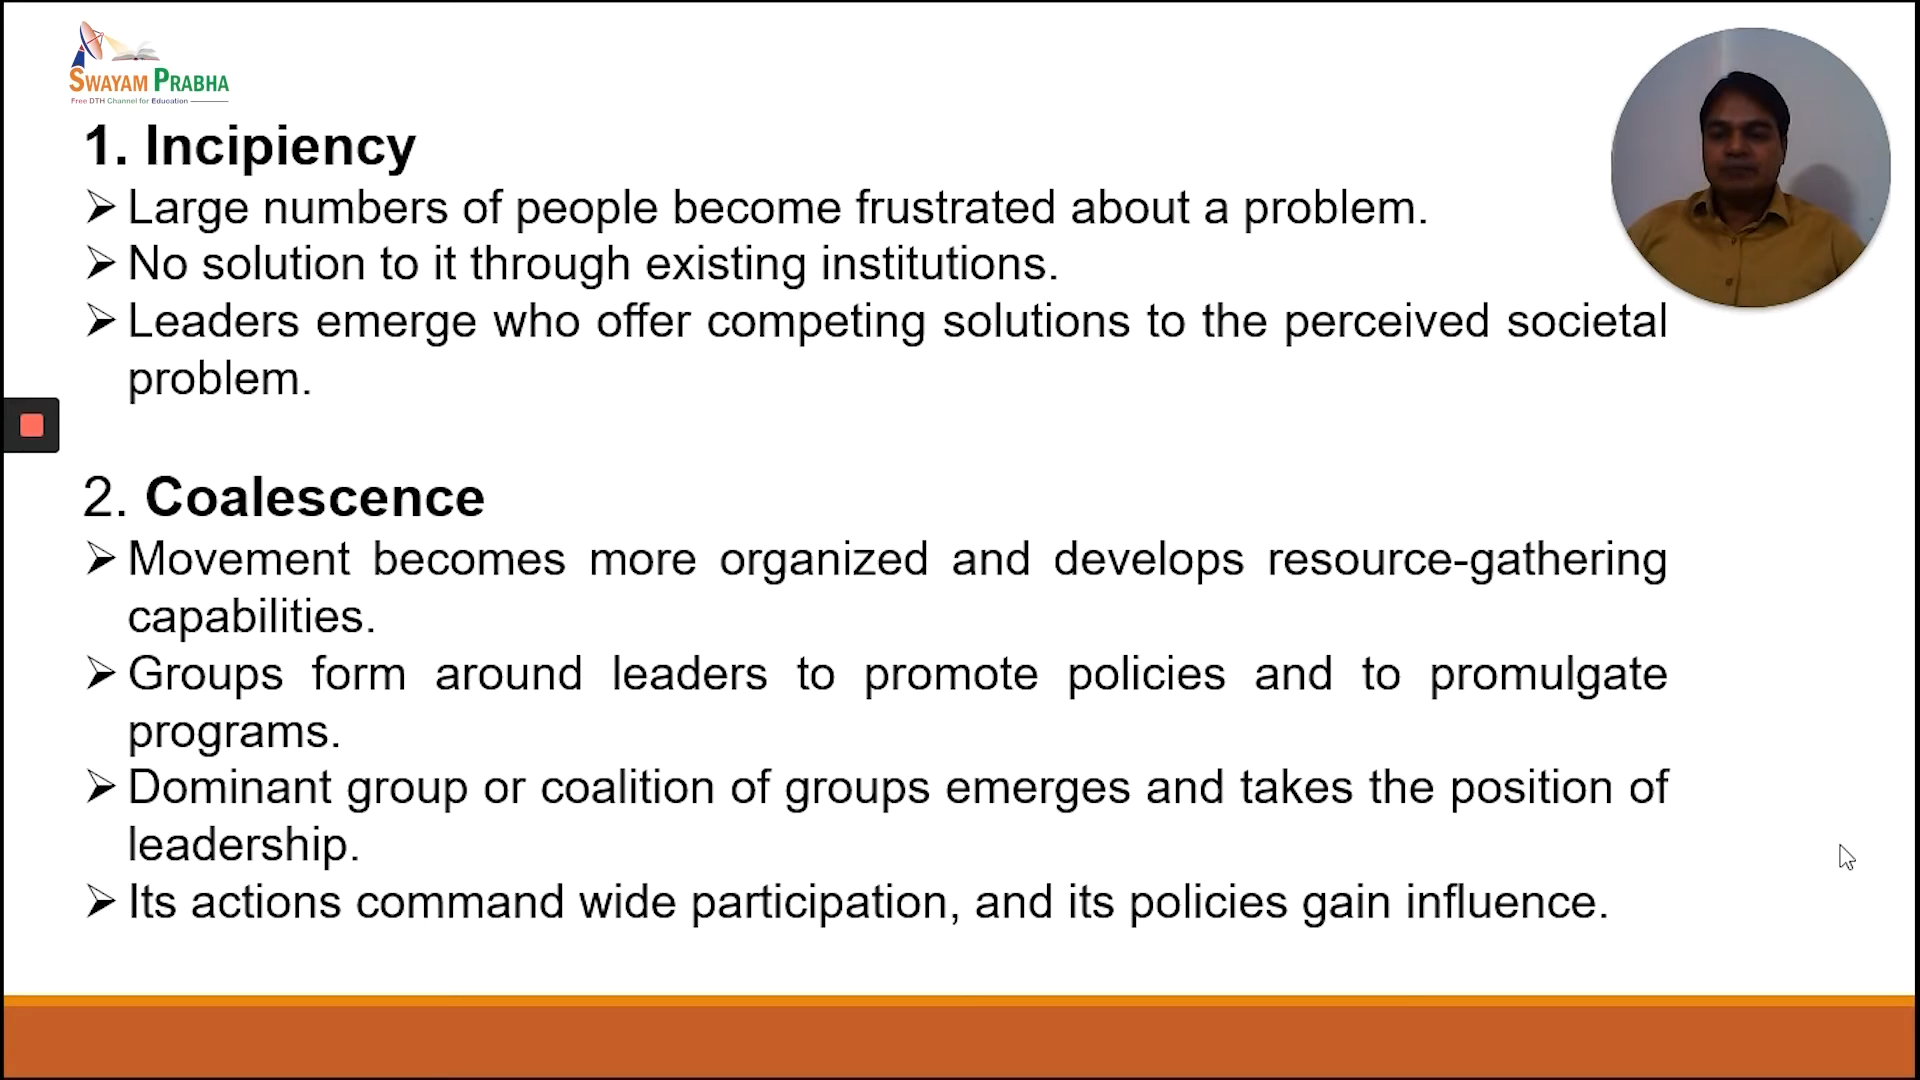 SWAYAM PRABHA
Free DTH Channel for Education
1. Incipiency
Large numbers of people become frustrated about a problem.
No solution to it through existing institutions.
Leaders emerge who offer competing solutions to the perceived societal
problem.
2. Coalescence
Movement becomes more organized and develops resource-gathering
capabilities.
Groups form around leaders to promote policies and to promulgate
programs.
Dominant group or coalition of groups emerges and takes the position of
leadership.
Its actions command wide participation, and its policies gain influence.